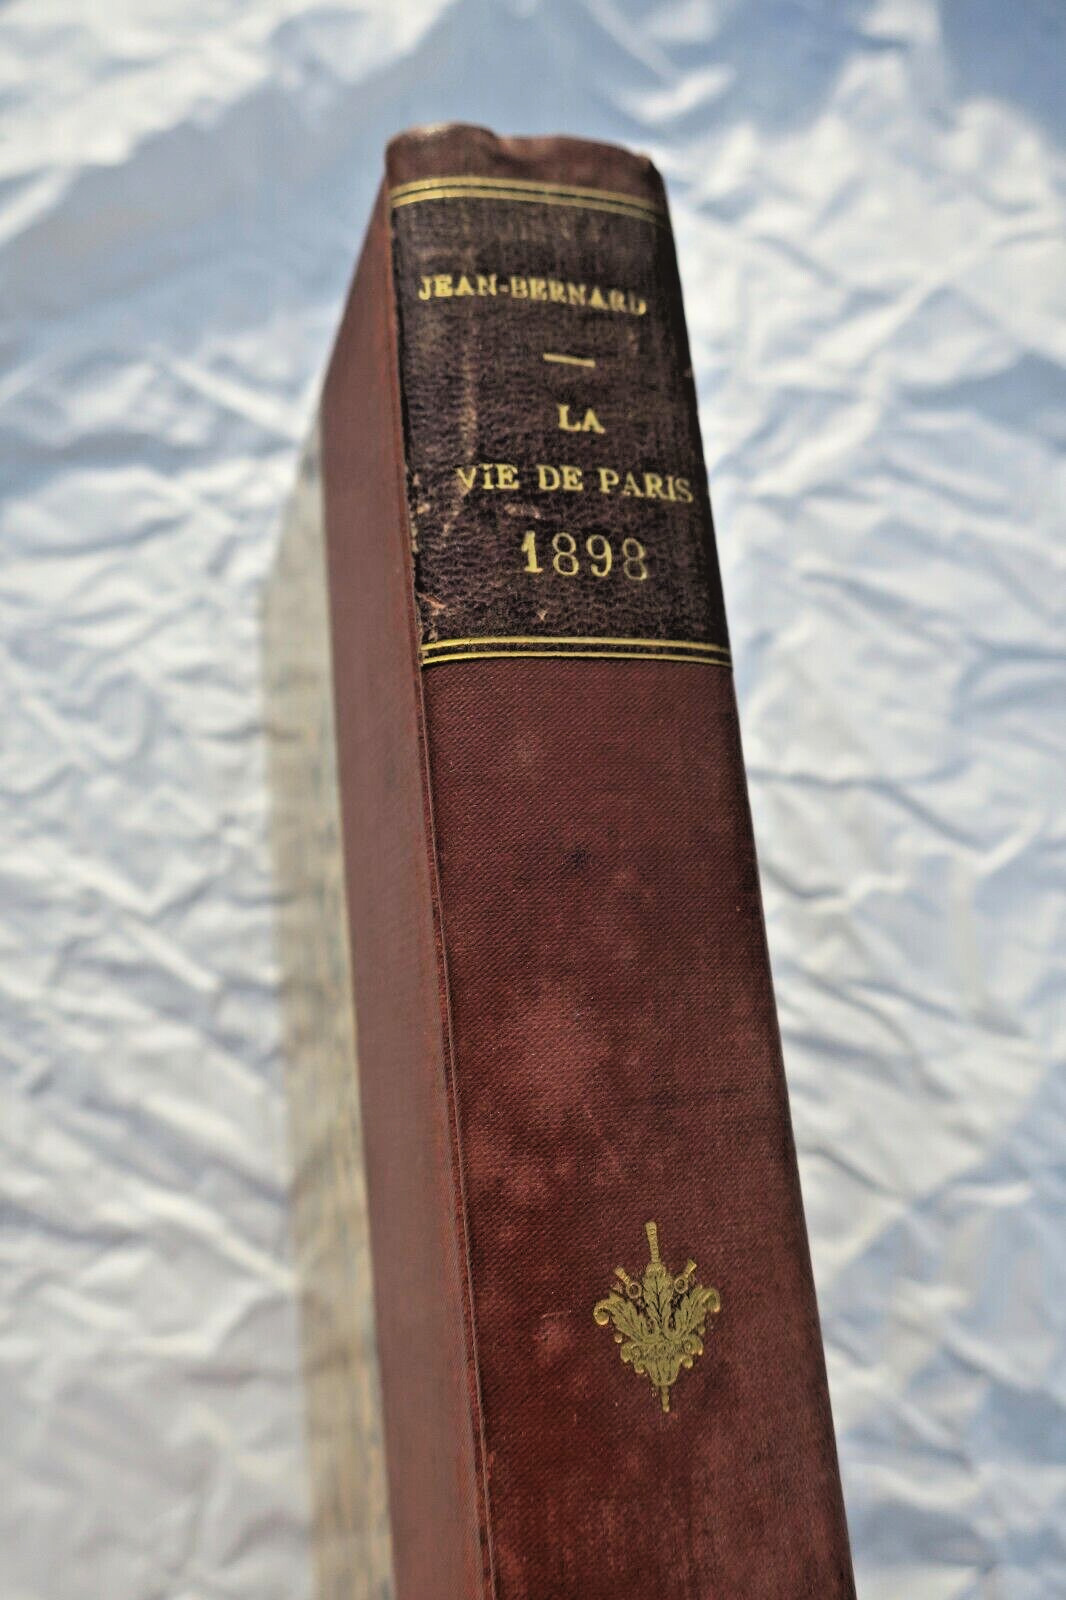 JEAN-BERNARD
LA
VIE DE PARIS
1898